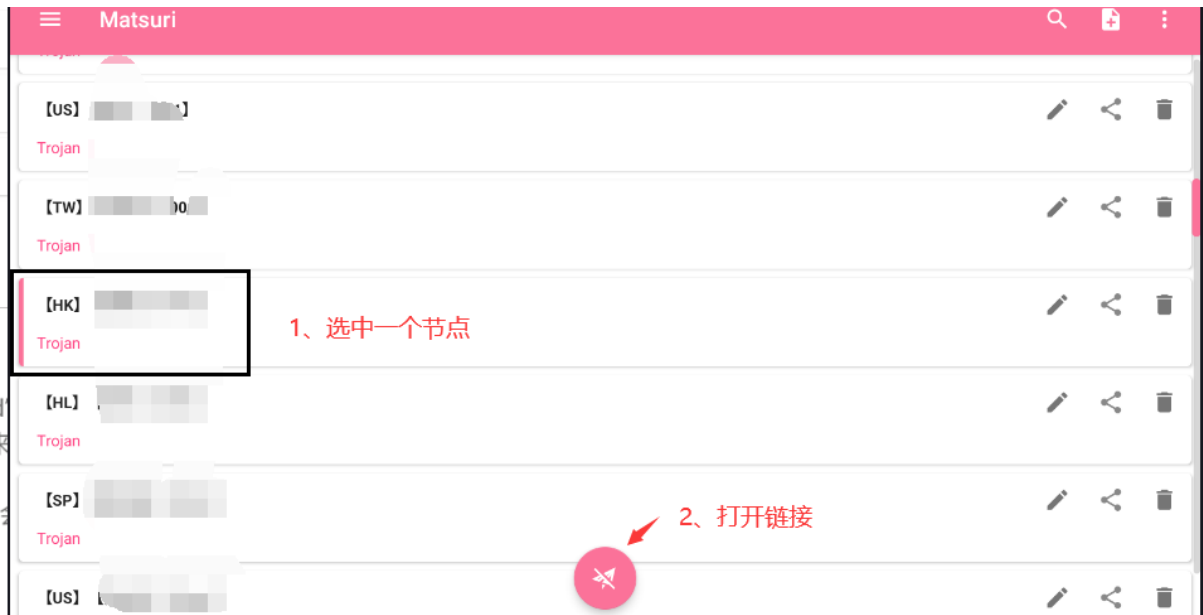 Matsuri
【US】
Trojan
【TW】
Trojan
【HK】
Trojan
1、选中一个节点
【HL】
Trojan
【SP】
Trojan
2、打开链接
【US】